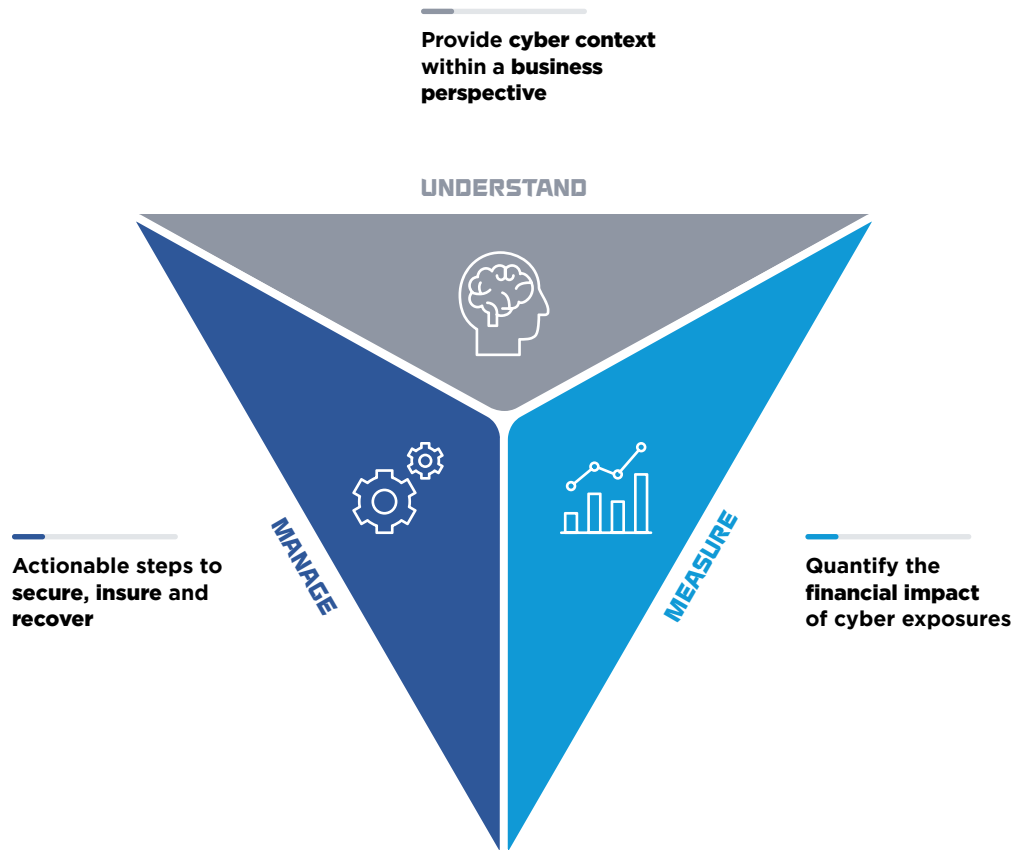 Provide cyber context
within a business
perspective
UNDERSTAND
MANAGE
MEASURE
Actionable steps to
secure, insure and
recover
Quantify the
financial impact
of cyber exposures